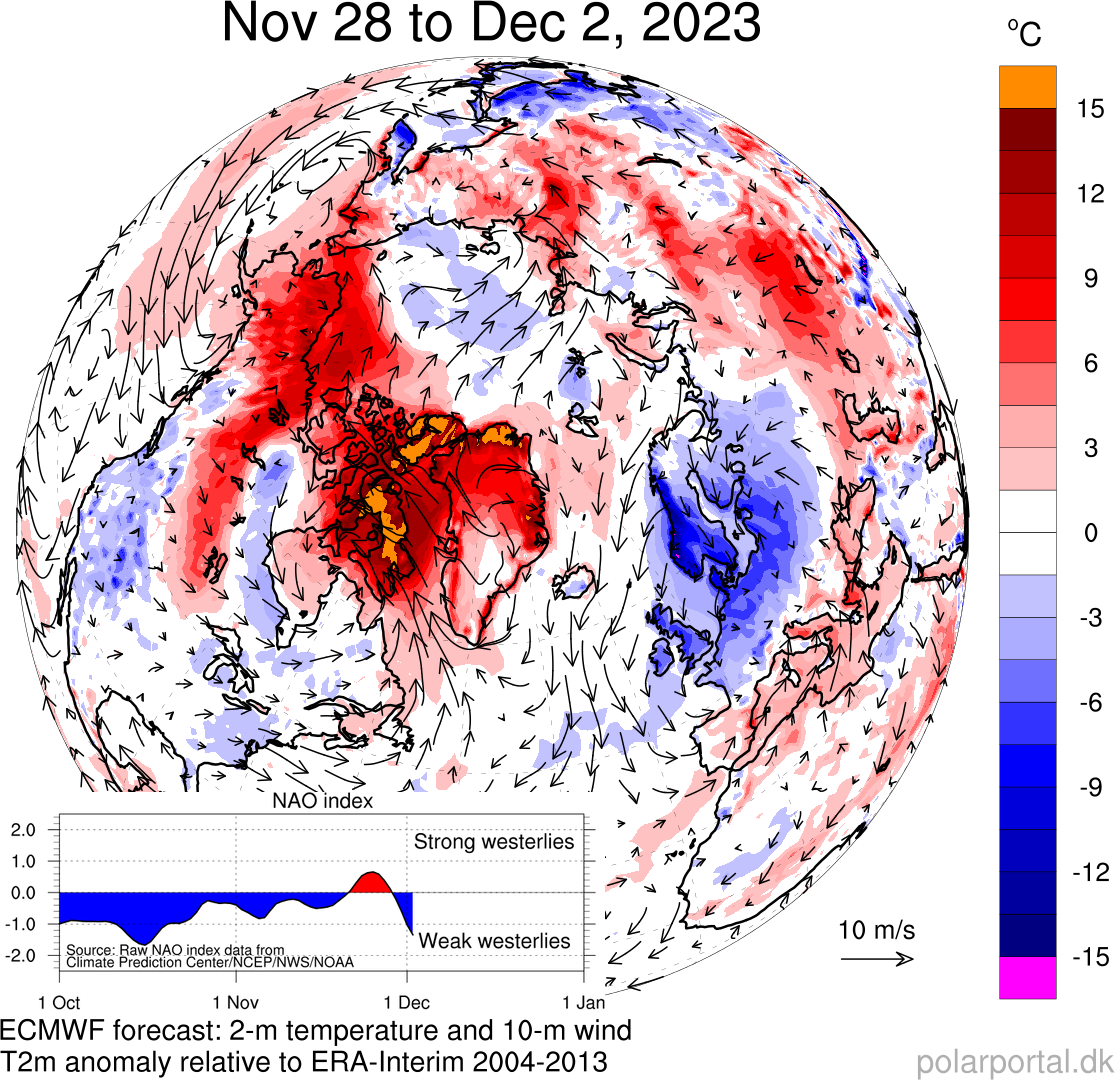 Nov 28 to Dec 2, 2023
°C
15
12
9
6
3
0
-3
-6
-9
-12
-15
NAO index
2.0
1.0
0.0
-1.0
-2.0
Strong westerlies
Weak westerlies
Source: Raw NAO index data from
Climate Prediction Center/NCEP/NWS/NOAA
1 Oct
1 Nov
1 Dec
1 Jan
10 m/s
ECMWF forecast: 2-m temperature and 10-m wind
T2m anomaly relative to ERA-Interim 2004-2013
polarportal.dk